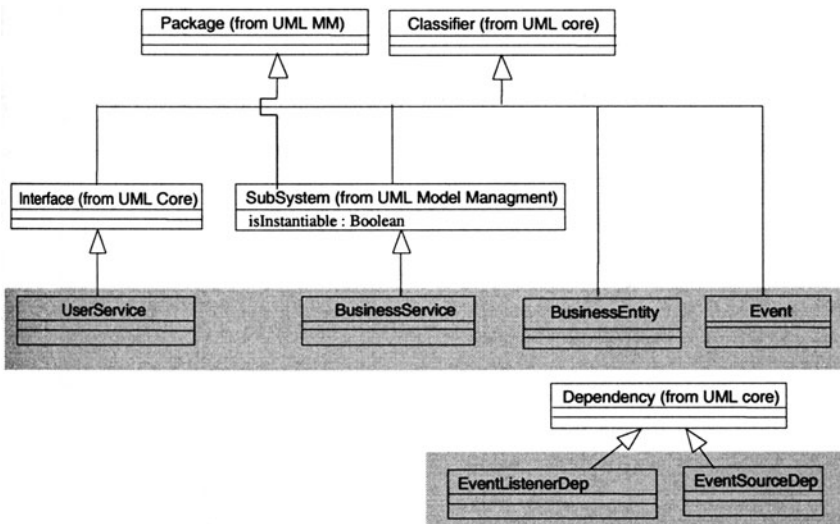 Package (from UML MM)
Classifier (from UML core)
Interface (from UML Core)
SubSystem (from UML Model Managment)
isInstantiable : Boolean
UserService
BusinessService
BusinessEntity
Event
Dependency (from UML core)
EventListenerDep
EventSourceDep